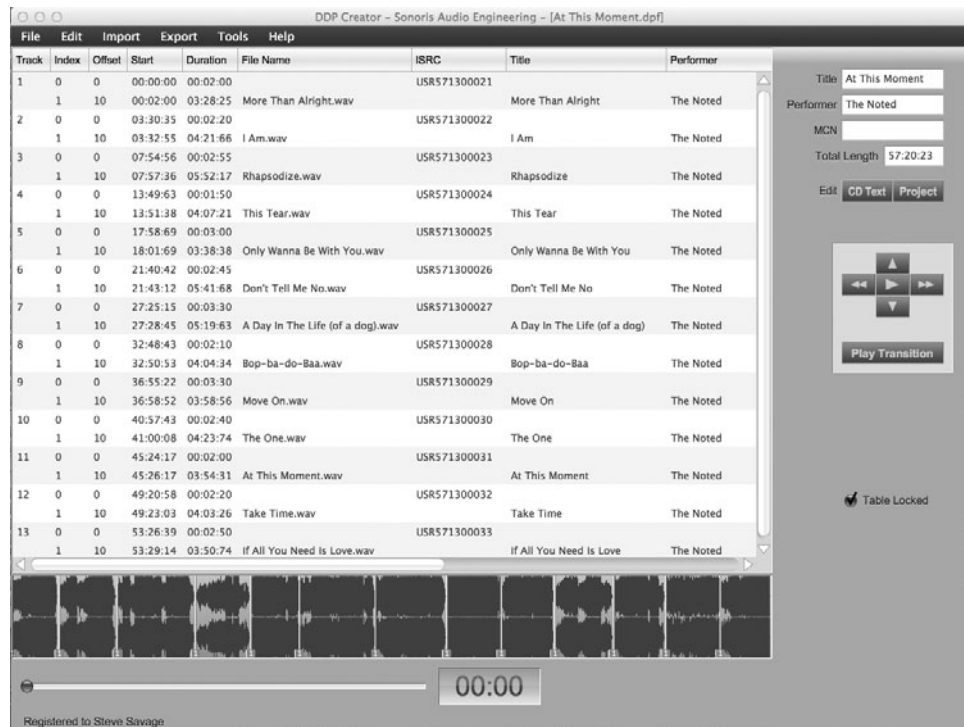 DDP Creator – Sonoris Audio Engineering – [At This Moment.dpf]
File Edit Import Export Tools Help
Track Index Offset Start Duration File Name ISRC Title Performer
1 0 0 00:00:00 00:02:00 USR571300021
1 10 00:02:00 03:28:25 More Than Alright.wav More Than Alright The Noted
2 0 0 03:30:35 00:02:20 USR571300022
1 10 03:32:55 04:21:66 I Am.wav I Am The Noted
3 0 0 07:54:56 00:02:55 USR571300023
1 10 07:57:36 05:52:17 Rhapsodize.wav Rhapsodize The Noted
4 0 0 13:49:63 00:01:50 USR571300024
1 10 13:51:38 04:07:21 This Tear.wav This Tear The Noted
5 0 0 17:58:69 00:03:00 USR571300025
1 10 18:01:69 03:38:38 Only Wanna Be With You.wav Only Wanna Be With You The Noted
6 0 0 21:40:42 00:02:45 USR571300026
1 10 21:43:12 05:41:68 Don't Tell Me No.wav Don't Tell Me No The Noted
7 0 0 27:25:15 00:03:30 USR571300027
1 10 27:28:45 05:19:63 A Day In The Life (of a dog).wav A Day In The Life (of a dog) The Noted
8 0 0 32:48:43 00:02:10 USR571300028
1 10 32:50:53 04:04:34 Bop-ba-do-Baa.wav Bop-ba-do-Baa The Noted
9 0 0 36:55:22 00:03:30 USR571300029
1 10 36:58:52 03:58:56 Move On.wav Move On The Noted
10 0 0 40:57:43 00:02:40 USR571300030
1 10 41:00:08 04:23:74 The One.wav The One The Noted
11 0 0 45:24:17 00:02:00 USR571300031
1 10 45:26:17 03:54:31 At This Moment.wav At This Moment The Noted
12 0 0 49:20:58 00:02:20 USR571300032
1 10 49:23:03 04:03:26 Take Time.wav Take Time The Noted
13 0 0 53:26:39 00:02:50 USR571300033
1 10 53:29:14 03:50:74 If All You Need Is Love.wav If All You Need Is Love The Noted
Title At This Moment
Performer The Noted
MCN
Total Length 57:20:23
Edit CD Text Project
Play Transition
Table Locked
00:00
Registered to Steve Savage